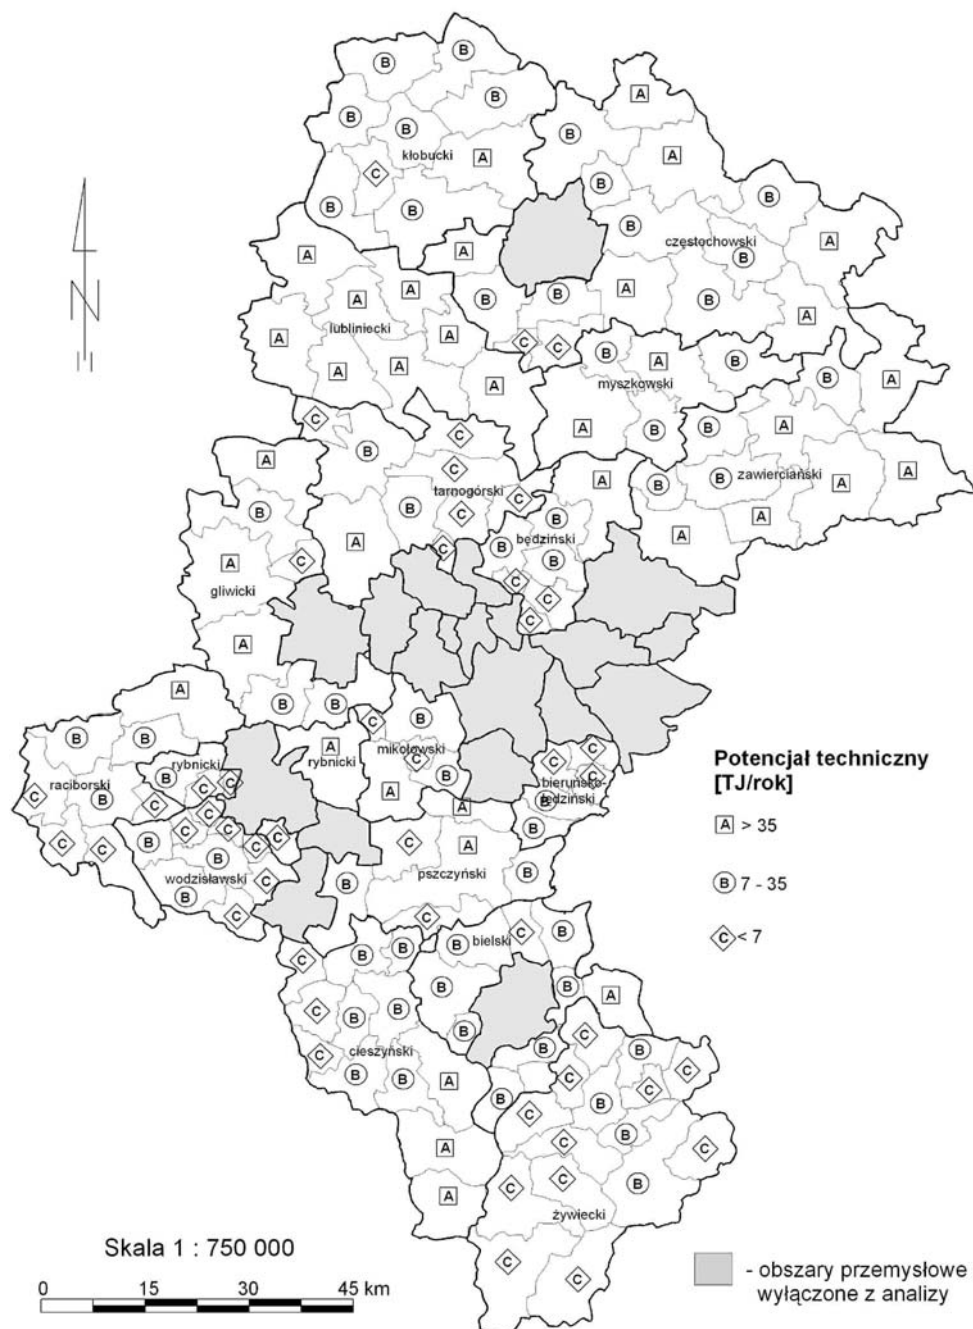 B
B
A
B
B
B
B
kłobucki
A
A
C
B
B
B
B
B
częstochowski
A
B
A
A
A
A
B
B
A
B
A
A
lubliniecki
A
A
A
A
A
C
C
B
myszkowski
A
B
B
A
A
B
B
A
C
B
C
C
tarnogórski
B
C
C
C
A
A
B
A
C
gliwicki
A
A
B
będziński
B
B
C
C
C
B
B
zawierciański
A
A
A
A
A
B
B
A
B
B
raciborski
C
B
C
C
C
rybnicki
B
C
C
A
rybnicki
C
B
mikołowski
C
B
A
C
C
C
bieruńsko-
lędziński
B
B
C
C
C
C
B
B
wodzisławski
B
C
C
A
C
A
pszczyński
B
B
C
Potencjał techniczny
[TJ/rok]
A > 35
B 7 - 35
C < 7
B
bielski
C
B
B
B
B
A
C
B
B
C
B
B
C
cieszyński
B
B
A
A
A
B
B
C
B
C
C
C
B
C
C
B
C
C
C
B
żywiecki
C
C
Skala 1 : 750 000
0 15 30 45 km
- obszary przemysłowe
wyłączone z analizy